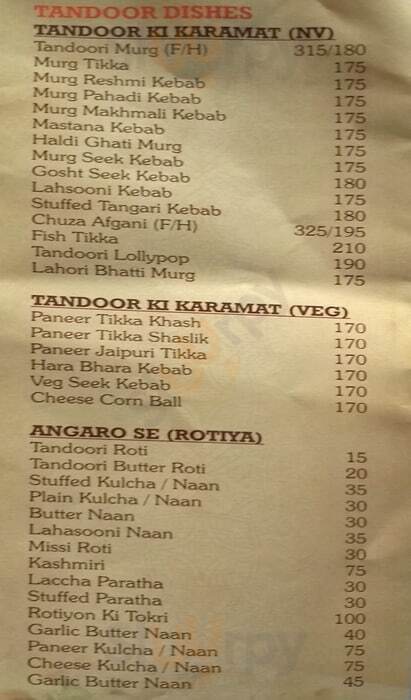 TANDOOR DISHES
TANDOOR KI KARAMAT (NV)
Tandoori Murg (F/H) 315/180
Murg Tikka 175
Murg Reshmi Kebab 175
Murg Pahadi Kebab 175
Murg Makhmali Kebab 175
Mastana Kebab 175
Haldi Ghati Murg 175
Murg Seek Kebab 175
Gosht Seek Kebab 180
Lahsooni Kebab 175
Stuffed Tangari Kebab 180
Chuza Afgani (F/H) 325/195
Fish Tikka 210
Tandoori Lollypop 190
Lahori Bhatti Murg 175
TANDOOR KI KARAMAT (VEG)
Paneer Tikka Khash 170
Paneer Tikka Shaslik 170
Paneer Jaipuri Tikka 170
Hara Bhara Kebab 170
Veg Seek Kebab 170
Cheese Corn Ball 170
ANGARO SE (ROTIYA)
Tandoori Roti 15
Tandoori Butter Roti 20
Stuffed Kulcha / Naan 35
Plain Kulcha / Naan 30
Butter Naan 30
Lahasooni Naan 35
Missi Roti 30
Kashmiri 75
Laccha Paratha 30
Stuffed Paratha 30
Rotiyon Ki Tokri 100
Garlic Butter Naan 40
Paneer Kulcha / Naan 75
Cheese Kulcha / Naan 75
Garlic Butter Naan 45